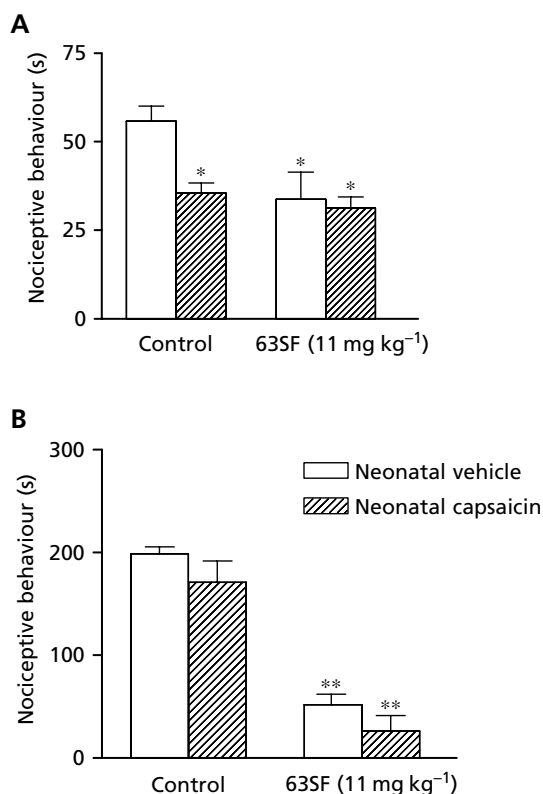 A
Nociceptive behaviour (s)
75
50
25
0
*
*
*
Control
63SF (11 mg kg⁻¹)
B
Nociceptive behaviour (s)
300
200
100
0
Neonatal vehicle
Neonatal capsaicin
**
**
Control
63SF (11 mg kg⁻¹)